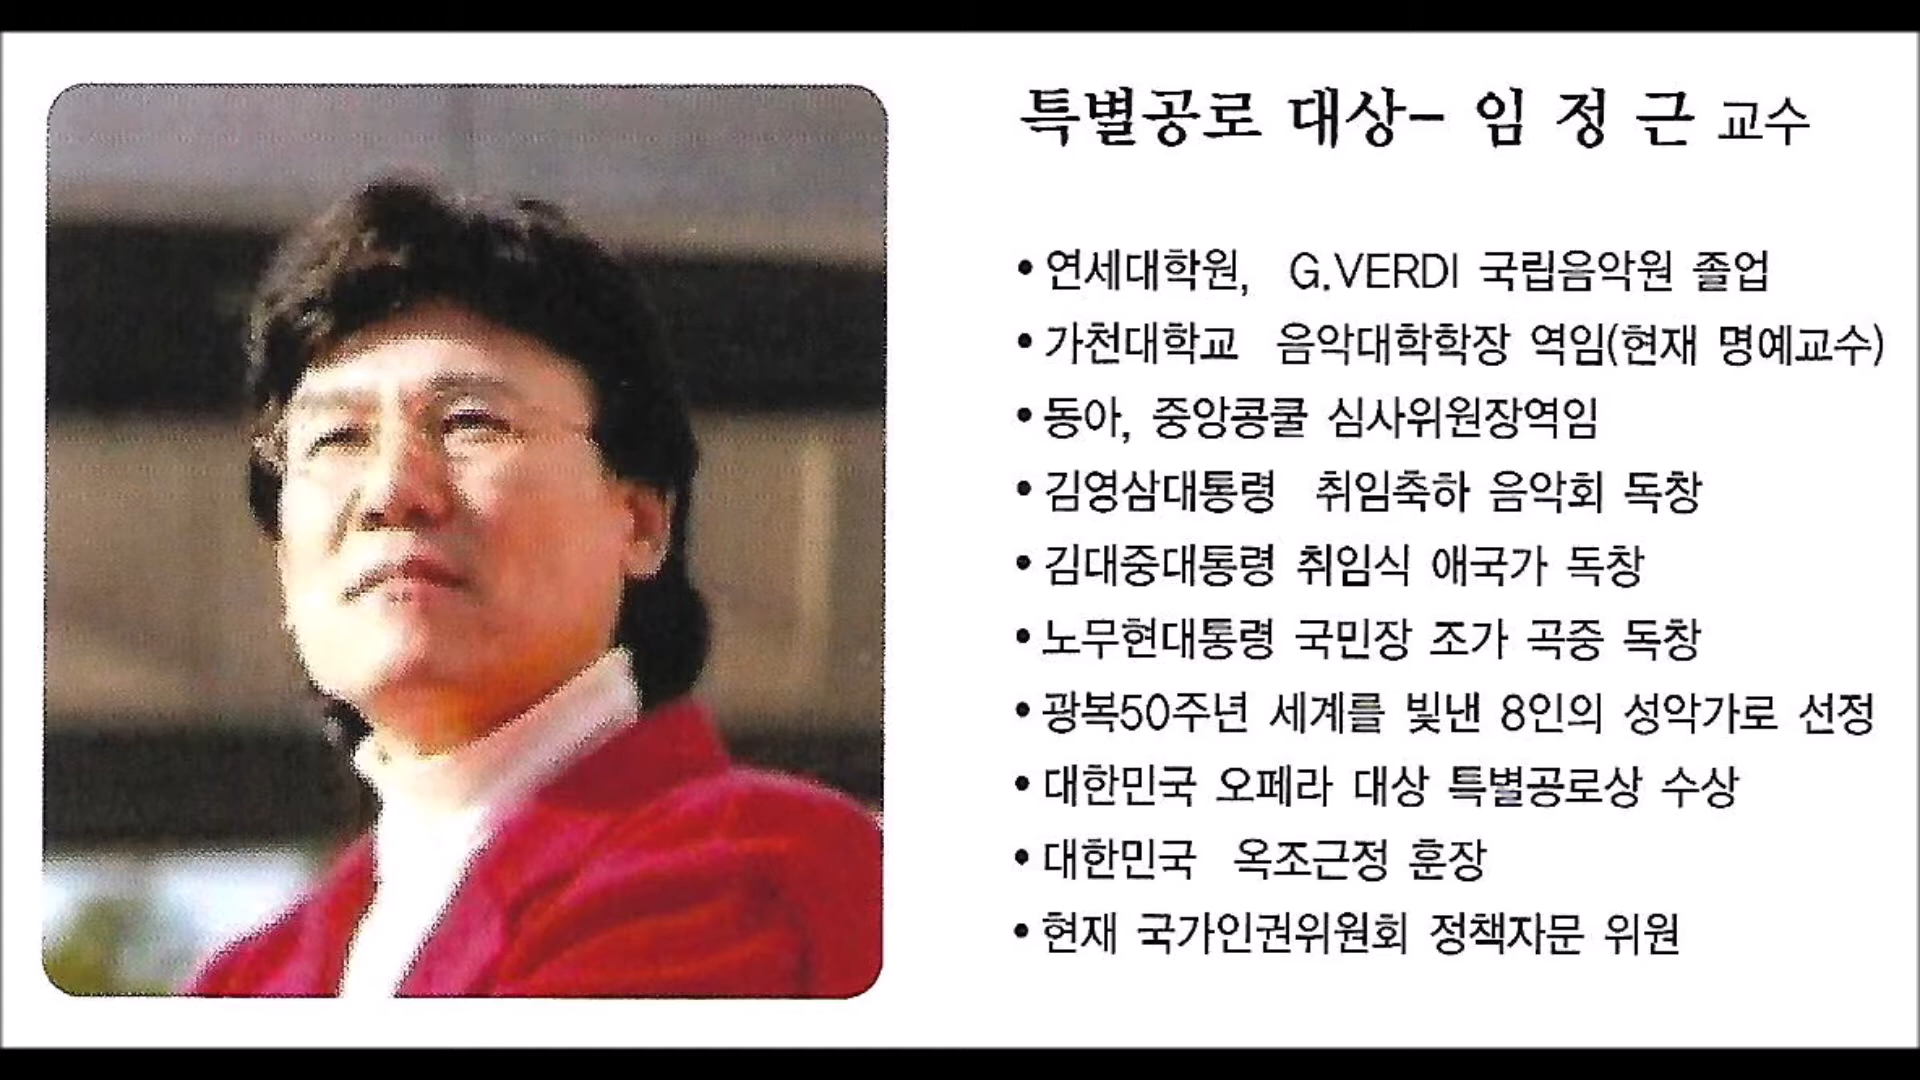 특별공로 대상- 임 정 근 교수
• 연세대학원, G.VERDI 국립음악원 졸업
• 가천대학교 음악대학학장 역임(현재 명예교수)
• 동아, 중앙콩쿨 심사위원장역임
• 김영삼대통령 취임축하 음악회 독창
• 김대중대통령 취임식 애국가 독창
• 노무현대통령 국민장 조가 곡중 독창
• 광복50주년 세계를 빛낸 8인의 성악가로 선정
• 대한민국 오페라 대상 특별공로상 수상
• 대한민국 옥조근정 훈장
• 현재 국가인권위원회 정책자문 위원